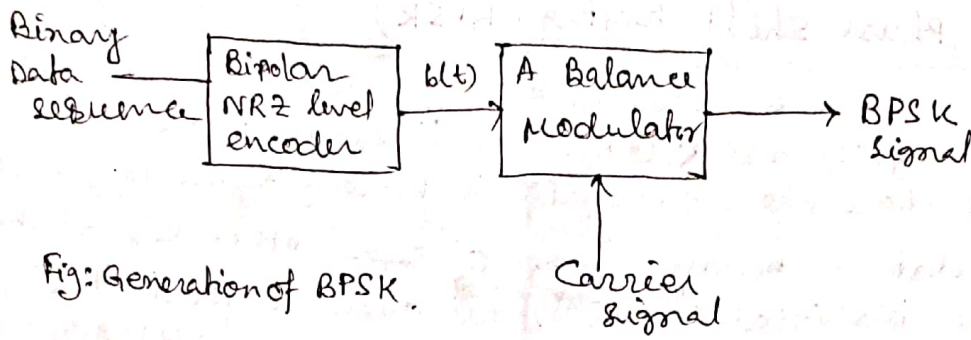 Binary
Data
sequence
Bipolar
NRZ level
encoder
b(t)
A Balance
Modulator
BPSK
Signal
Carrier
Signal
Fig: Generation of BPSK.